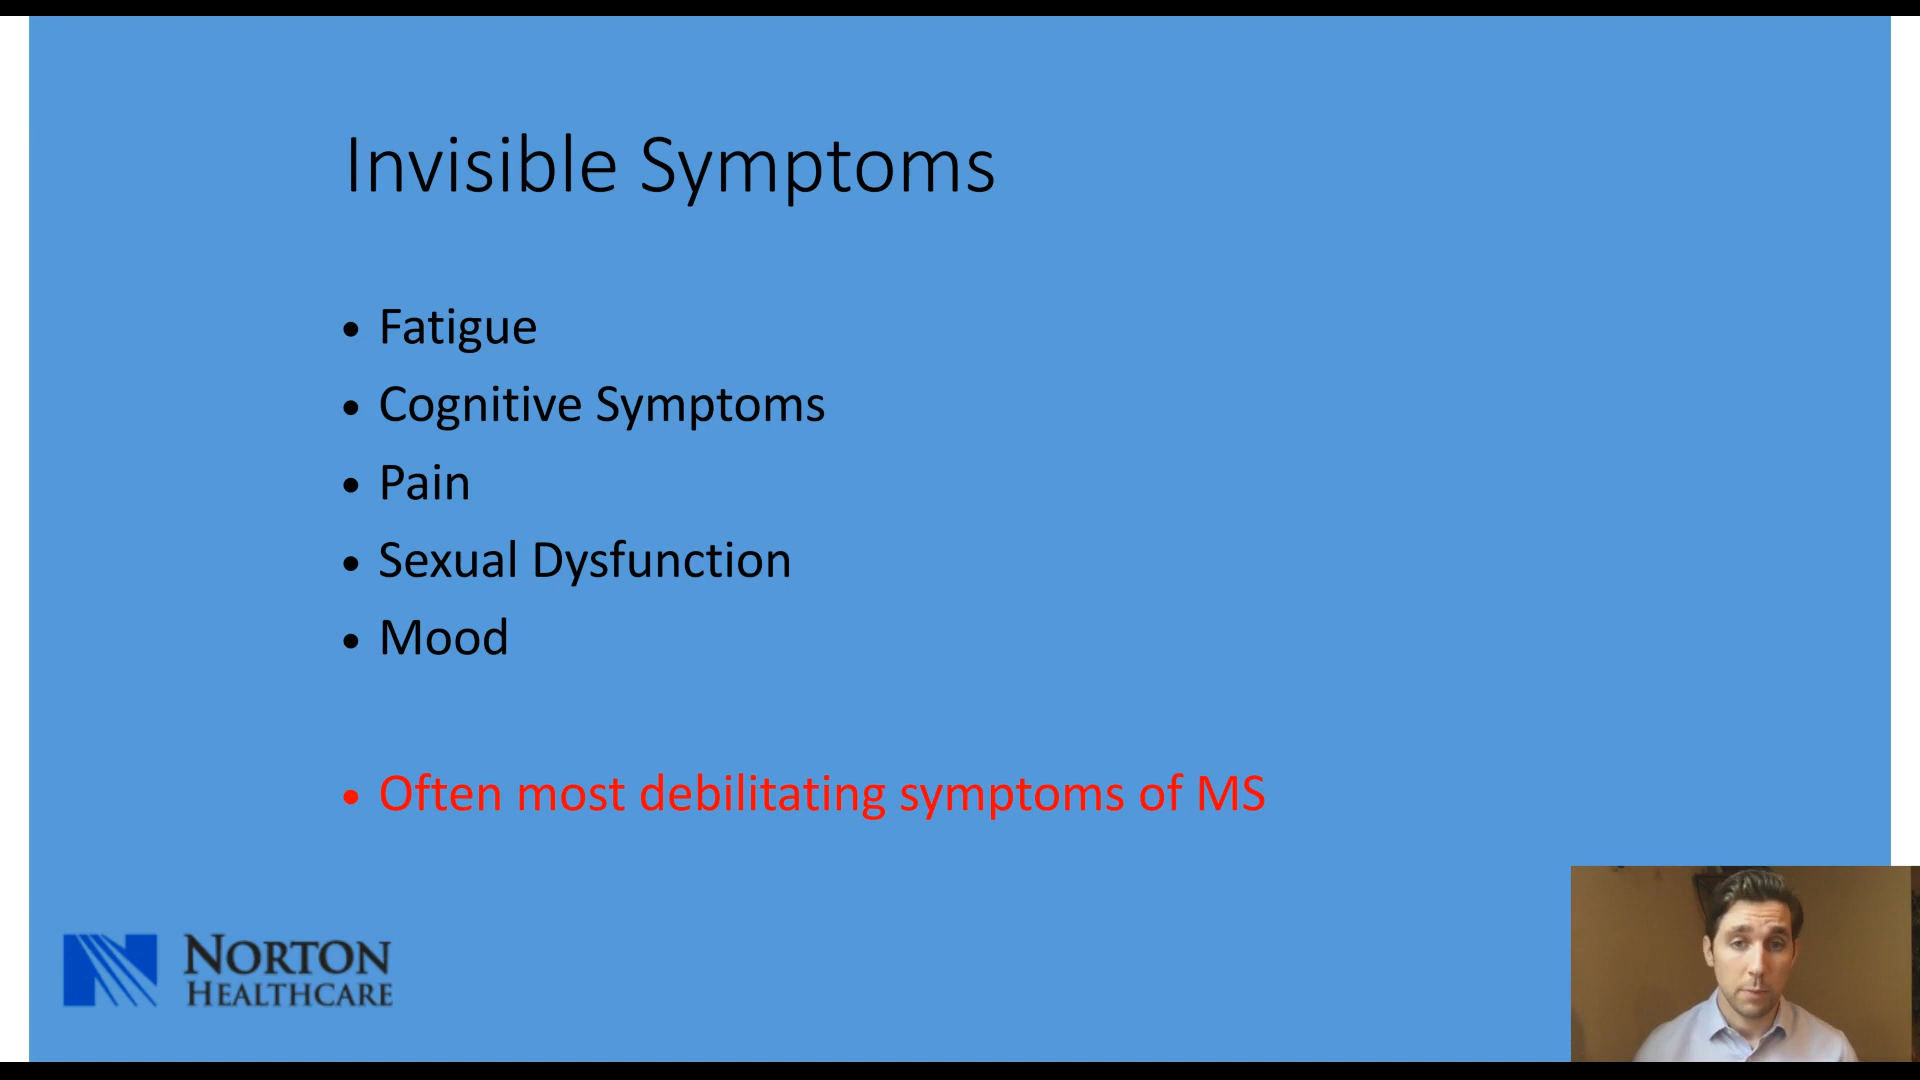 Invisible Symptoms
• Fatigue
• Cognitive Symptoms
• Pain
• Sexual Dysfunction
• Mood
• Often most debilitating symptoms of MS
NORTON
HEALTHCARE